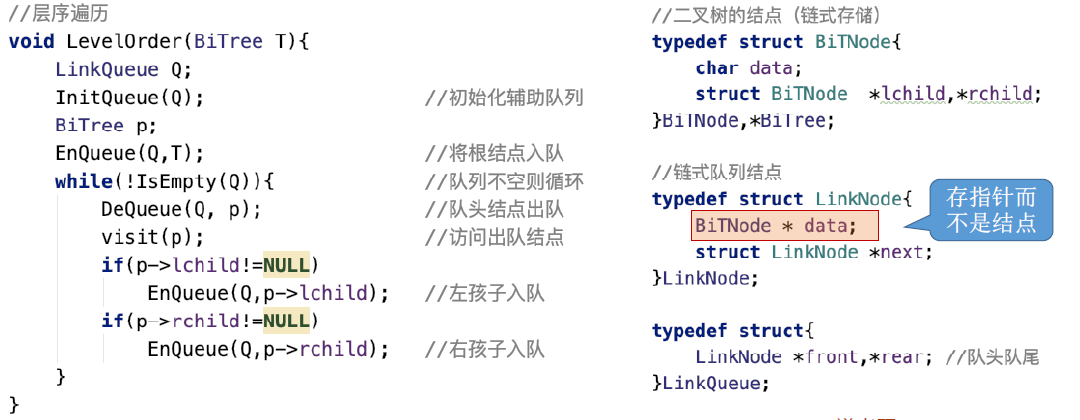 //层序遍历
void LevelOrder(BiTree T){
    LinkQueue Q;
    InitQueue(Q);                //初始化辅助队列
    BiTree p;
    EnQueue(Q,T);                //将根结点入队
    while(!IsEmpty(Q)){          //队列不空则循环
        DeQueue(Q, p);           //队头结点出队
        visit(p);                //访问出队结点
        if(p->lchild!=NULL)
            EnQueue(Q,p->lchild);   //左孩子入队
        if(p->rchild!=NULL)
            EnQueue(Q,p->rchild);   //右孩子入队
    }
}
//二叉树的结点（链式存储）
typedef struct BiTNode{
    char data;
    struct BiTNode  *lchild,*rchild;
}BiTNode,*BiTree;
//链式队列结点
typedef struct LinkNode{
    BiTNode * data;
    struct LinkNode *next;
}LinkNode;
存指针而
不是结点
typedef struct{
    LinkNode *front,*rear; //队头队尾
}LinkQueue;